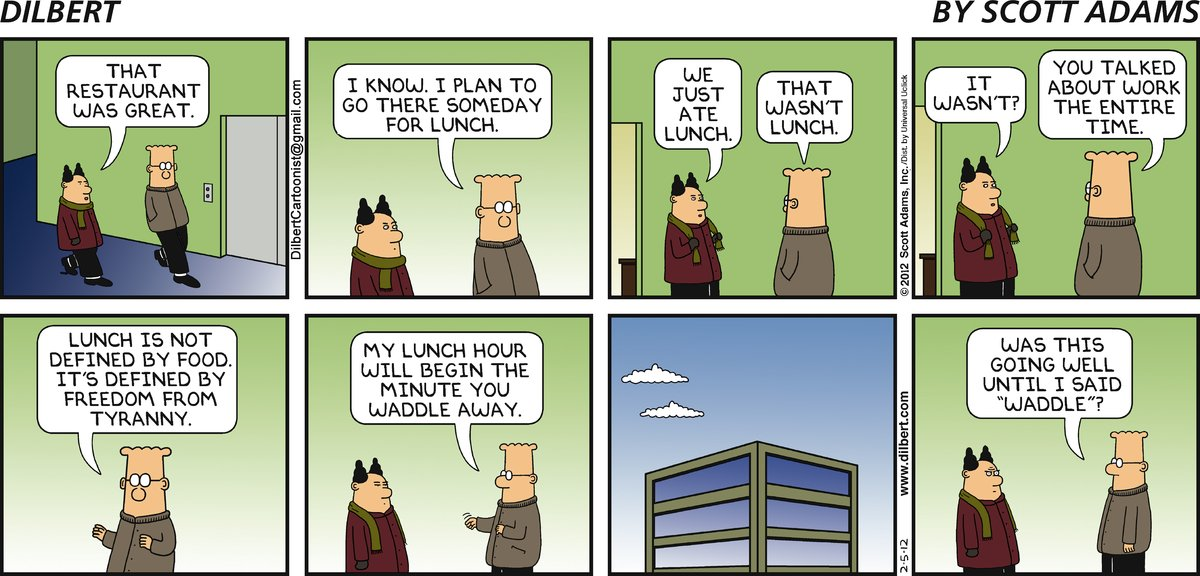 DILBERT
BY SCOTT ADAMS
THAT
RESTAURANT
WAS GREAT.
DilbertCartoonist@gmail.com
I KNOW. I PLAN TO
GO THERE SOMEDAY
FOR LUNCH.
WE
JUST
ATE
LUNCH.
THAT
WASN'T
LUNCH.
© 2012 Scott Adams, Inc./Dist. by Universal Uclick
IT
WASN'T?
YOU TALKED
ABOUT WORK
THE ENTIRE
TIME.
LUNCH IS NOT
DEFINED BY FOOD.
IT'S DEFINED BY
FREEDOM FROM
TYRANNY.
MY LUNCH HOUR
WILL BEGIN THE
MINUTE YOU
WADDLE AWAY.
2-5-12 www.dilbert.com
WAS THIS
GOING WELL
UNTIL I SAID
"WADDLE"?